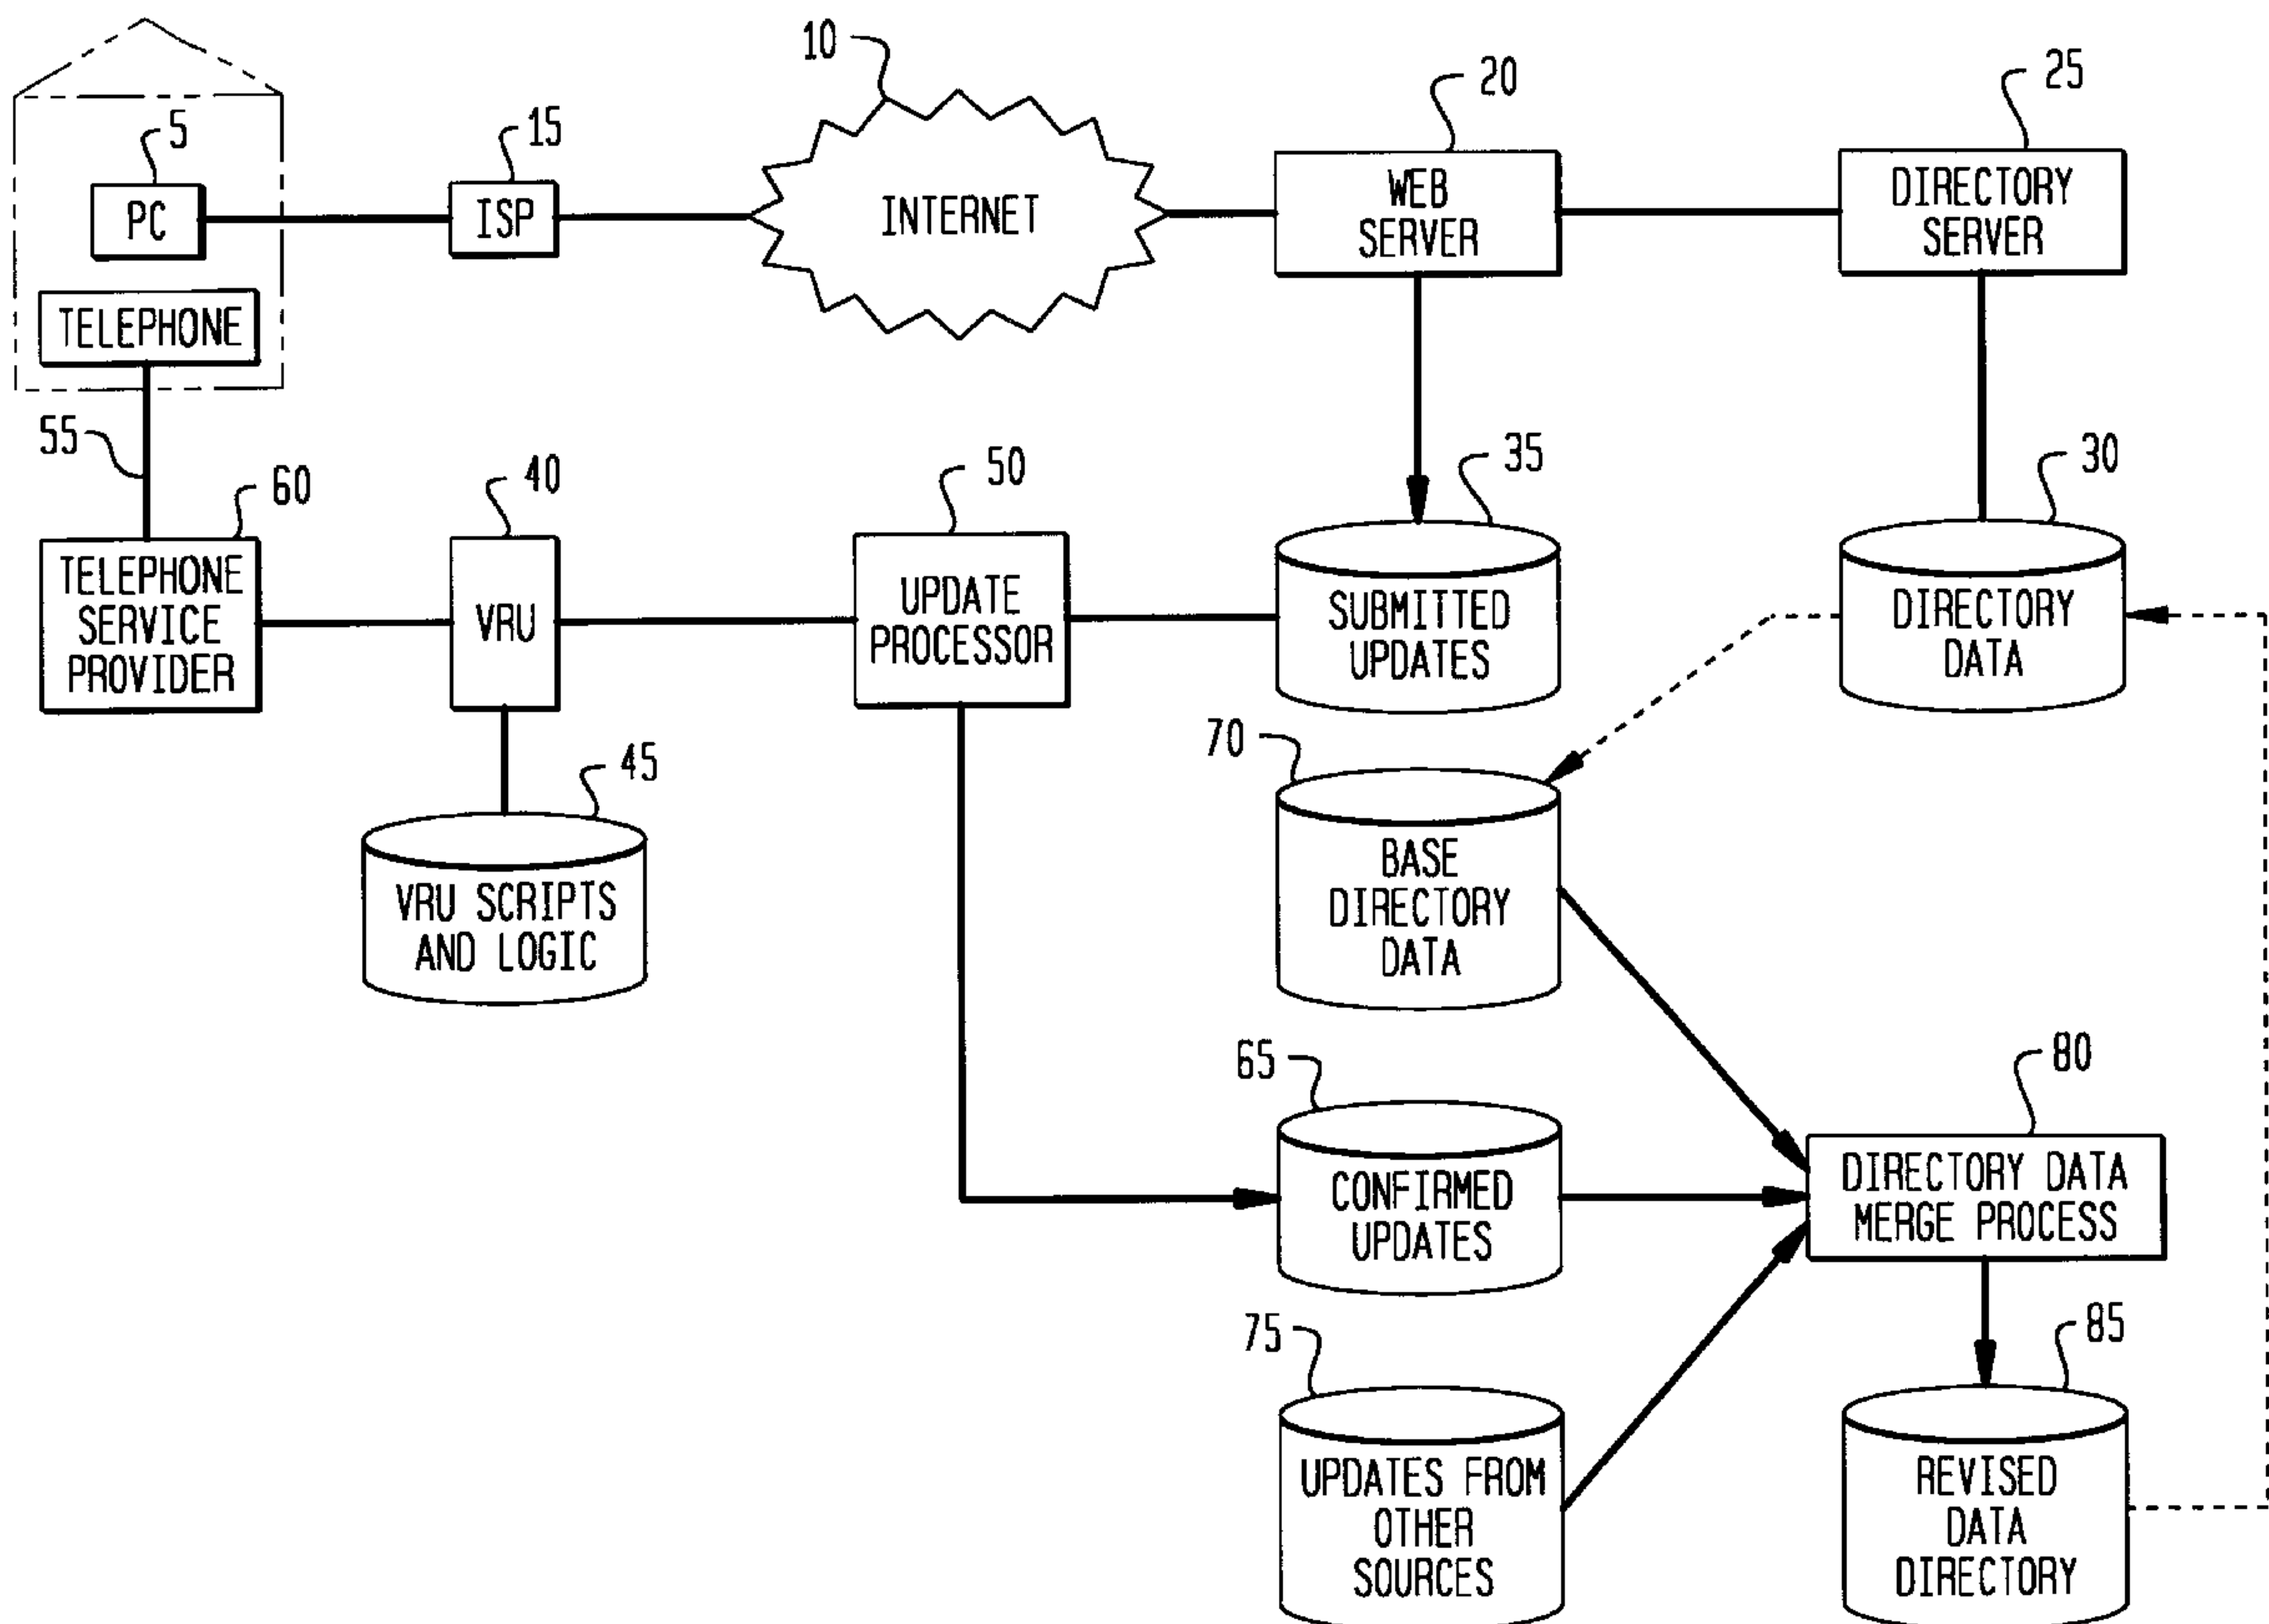 10
20
25
5
15
PC
ISP
INTERNET
WEB
SERVER
DIRECTORY
SERVER
TELEPHONE
55
60
40
50
35
30
TELEPHONE
SERVICE
PROVIDER
VRU
UPDATE
PROCESSOR
SUBMITTED
UPDATES
DIRECTORY
DATA
45
VRU SCRIPTS
AND LOGIC
70
BASE
DIRECTORY
DATA
65
CONFIRMED
UPDATES
80
DIRECTORY DATA
MERGE PROCESS
75
UPDATES FROM
OTHER
SOURCES
85
REVISED
DATA
DIRECTORY